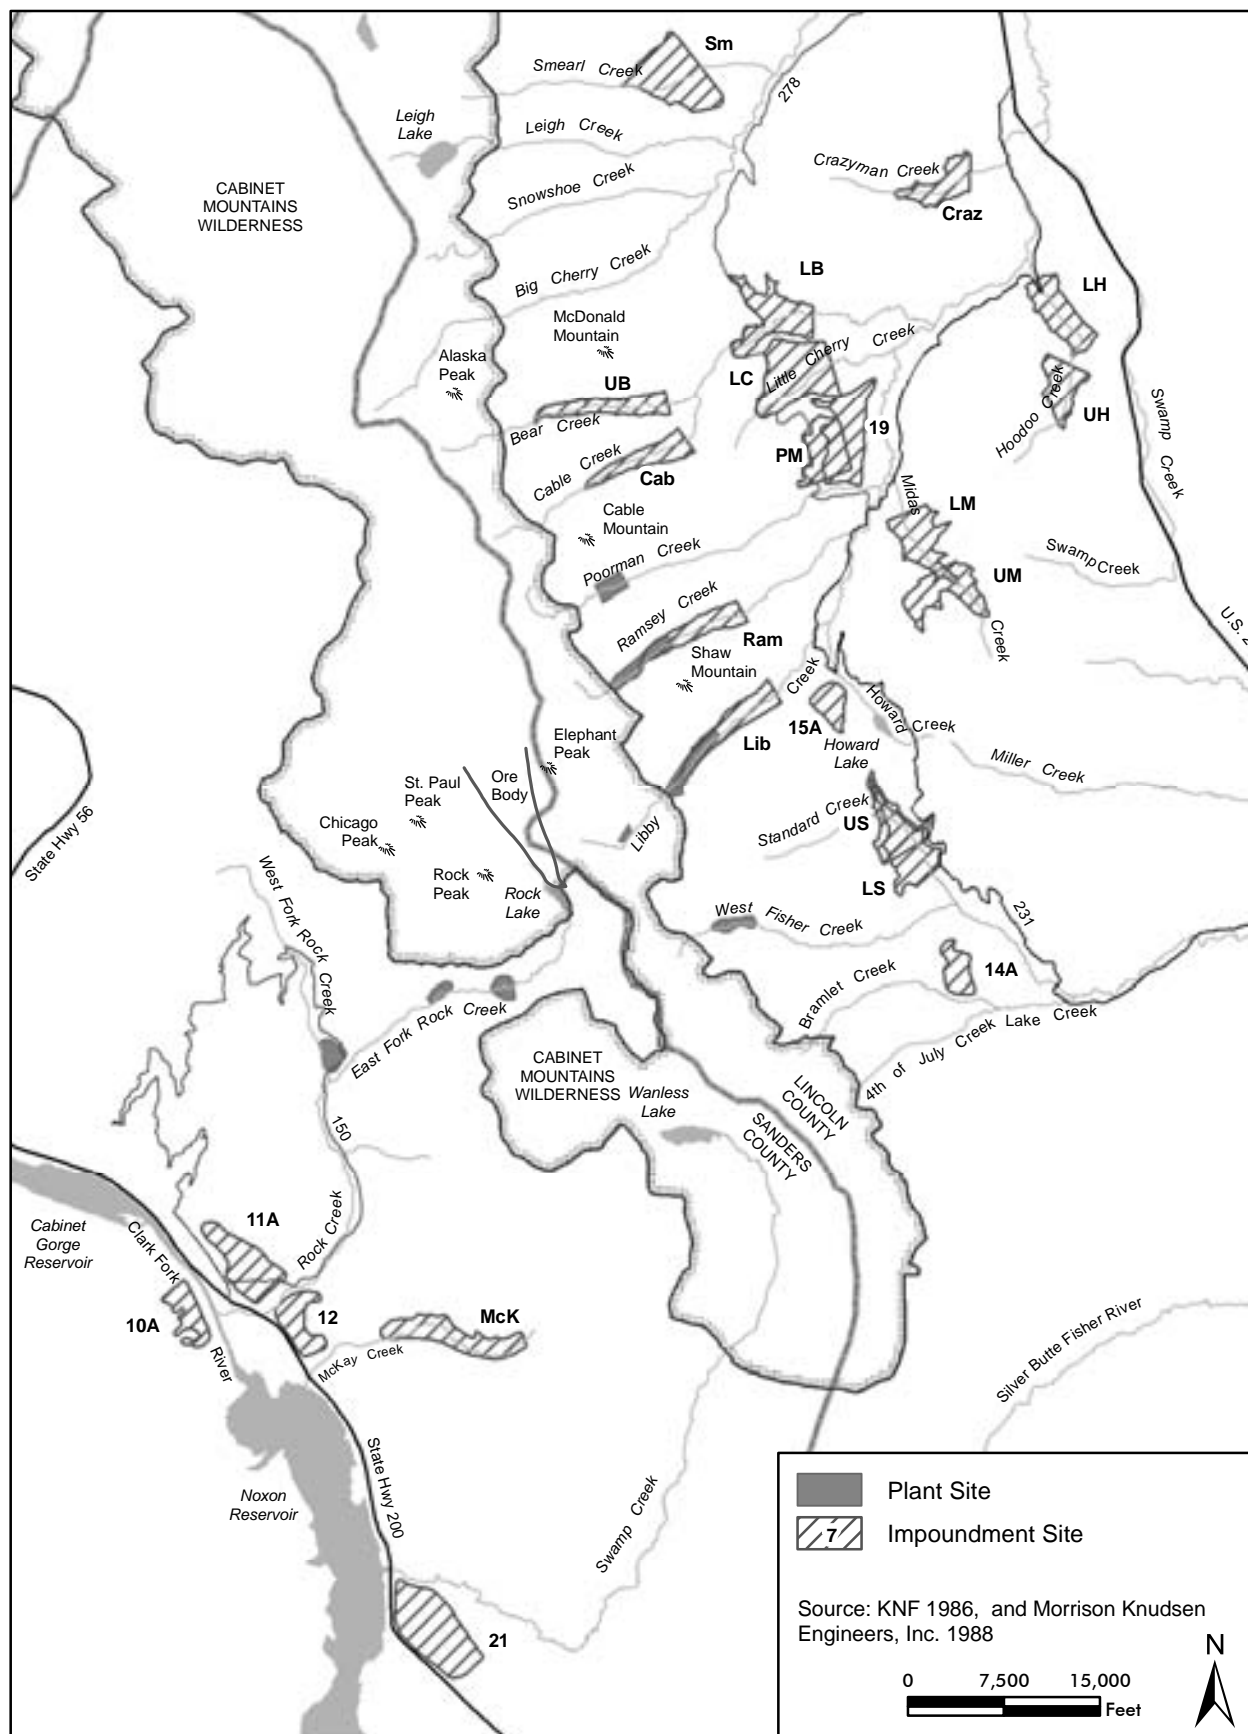 Sm
Smearl Creek
278
Leigh
Lake
Leigh Creek
Crazyman Creek
CABINET
MOUNTAINS
WILDERNESS
Snowshoe Creek
Craz
Big Cherry Creek
LB
LH
McDonald
Mountain
Alaska
Peak
Little Cherry Creek
LC
UB
Bear Creek
19
Hoodoo Creek
UH
Swamp Creek
PM
Cable Creek
Cab
Midas
LM
Cable
Mountain
Swamp Creek
Poorman Creek
UM
Creek
Ramsey Creek
Ram
U.S. 2
Shaw
Mountain
Creek
Howard Creek
15A
Howard
Lake
Elephant
Peak
Lib
Miller Creek
St. Paul
Peak
Ore
Body
State Hwy 56
Chicago
Peak
Libby
Standard Creek
US
Rock
Peak
Rock
Lake
LS
West Fork Rock Creek
West Fisher Creek
231
14A
Bramlet Creek
East Fork Rock Creek
4th of July Creek Lake Creek
CABINET
MOUNTAINS
WILDERNESS
Wanless
Lake
LINCOLN
COUNTY
SANDERS
COUNTY
150
11A
Rock Creek
Cabinet
Gorge
Reservoir
Clark Fork
River
10A
12
McK
McKay Creek
Silver Butte Fisher River
State Hwy 200
Noxon
Reservoir
Swamp Creek
21
Plant Site
7
Impoundment Site
Source: KNF 1986, and Morrison Knudsen
Engineers, Inc. 1988
N
0 7,500 15,000
Feet